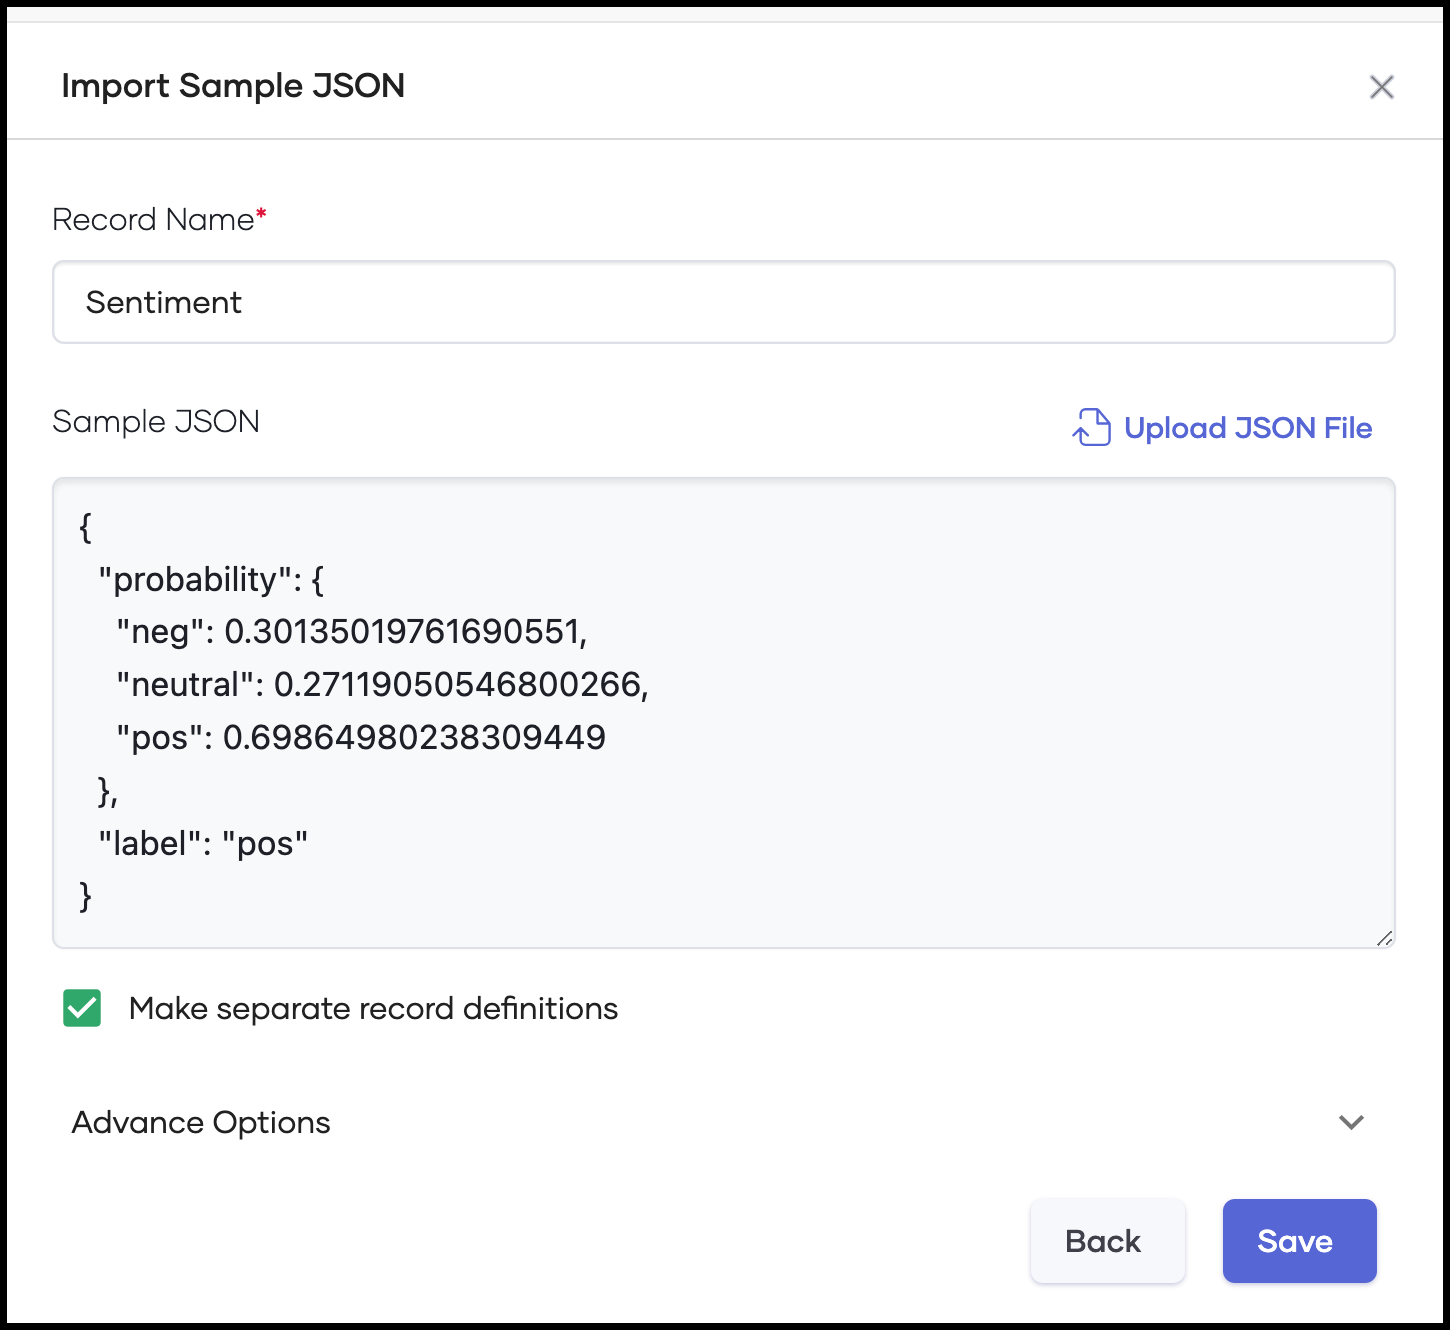 Import Sample JSON
Record Name*
Sentiment
Sample JSON
Upload JSON File
{
"probability": {
"neg": 0.30135019761690551,
"neutral": 0.27119050546800266,
"pos": 0.69864980238309449
},
"label": "pos"
}
Make separate record definitions
Advance Options
Back
Save